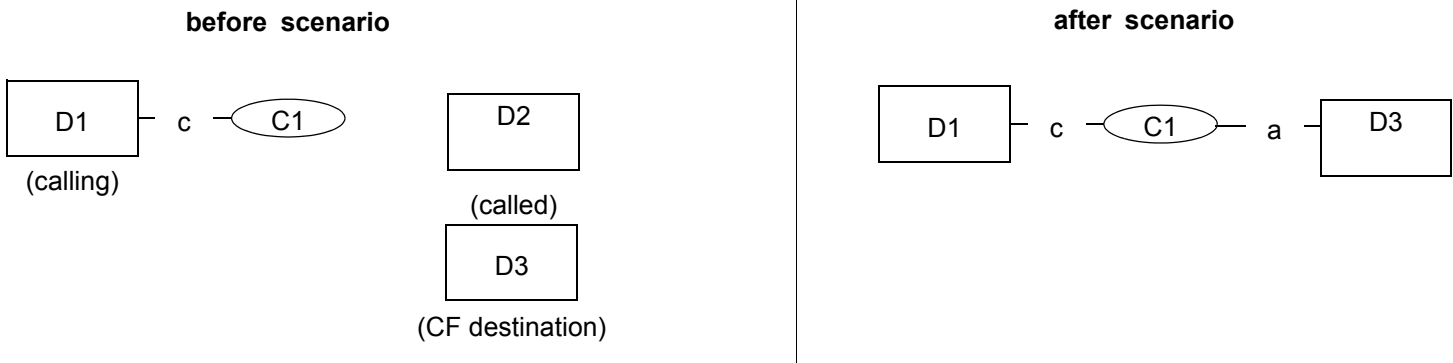 before scenario
D1
c
C1
D2
(calling)
(called)
D3
(CF destination)
after scenario
D1
c
C1
a
D3